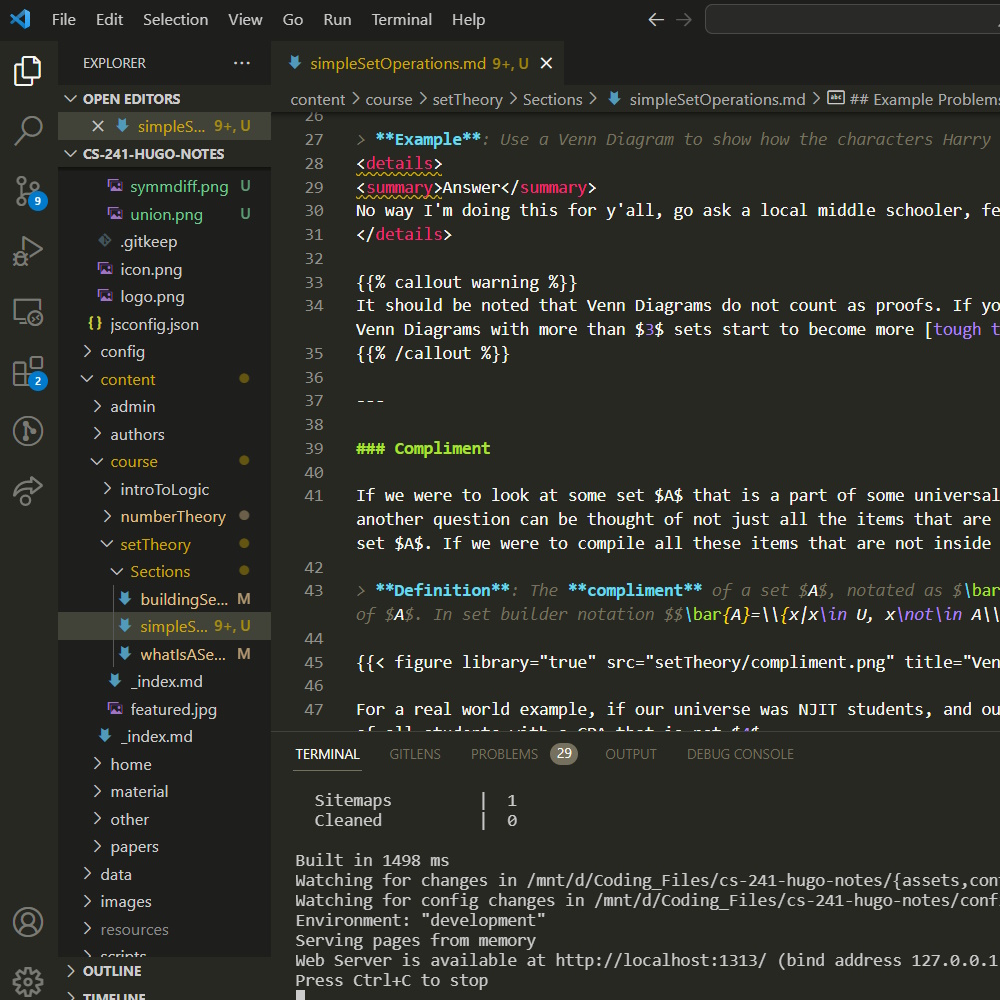 File Edit Selection View Go Run Terminal Help
EXPLORER
OPEN EDITORS
simpleS... 9+, U
CS-241-HUGO-NOTES
symmdiff.png U
union.png U
.gitkeep
icon.png
logo.png
{} jsconfig.json
config
content
admin
authors
course
introToLogic
numberTheory
setTheory
Sections
buildingSe... M
simpleS... 9+, U
whatIsASe... M
_index.md
featured.jpg
_index.md
home
material
other
papers
data
images
resources
scripts
OUTLINE
TIMELINE
9
2
simpleSetOperations.md 9+, U
content > course > setTheory > Sections > simpleSetOperations.md > abc ## Example Problems
26
27 > **Example**: Use a Venn Diagram to show how the characters Harry
28 <details>
29 <summary>Answer</summary>
30 No way I'm doing this for y'all, go ask a local middle schooler, fe
31 </details>
32
33 {{% callout warning %}}
34 It should be noted that Venn Diagrams do not count as proofs. If yo
Venn Diagrams with more than $3$ sets start to become more [tough t
35 {{% /callout %}}
36
37 ---
38
39 ### Compliment
40
41 If we were to look at some set $A$ that is a part of some universal
another question can be thought of not just all the items that are
set $A$. If we were to compile all these items that are not inside
42
43 > **Definition**: The **compliment** of a set $A$, notated as $\bar
of $A$. In set builder notation $$\bar{A}=\\{x|x\in U, x\not\in A\\
44
45 {{< figure library="true" src="setTheory/compliment.png" title="Ven
46
47 For a real world example, if our universe was NJIT students, and ou
of all students with a GPA that is not $4$
TERMINAL GITLENS PROBLEMS 29 OUTPUT DEBUG CONSOLE
Sitemaps | 1
Cleaned | 0
Built in 1498 ms
Watching for changes in /mnt/d/Coding_Files/cs-241-hugo-notes/{assets,con
Watching for config changes in /mnt/d/Coding_Files/cs-241-hugo-notes/confi
Environment: "development"
Serving pages from memory
Web Server is available at http://localhost:1313/ (bind address 127.0.0.1
Press Ctrl+C to stop